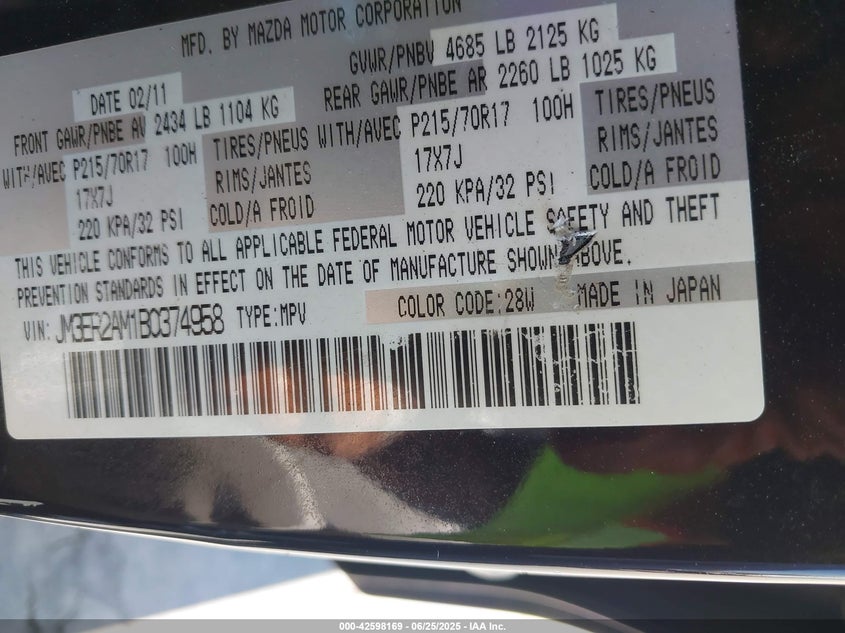 MFD. BY MAZDA MOTOR CORPORATION
GVWR/PNBV 4685 LB 2125 KG
DATE 02/11
REAR GAWR/PNBE AR 2260 LB 1025 KG
FRONT GAWR/PNBE AV 2434 LB 1104 KG
WITH/AVEC P215/70R17 100H TIRES/PNEUS WITH/AVEC P215/70R17 100H TIRES/PNEUS
17X7J RIMS/JANTES 17X7J RIMS/JANTES
220 KPA/32 PSI COLD/A FROID 220 KPA/32 PSI COLD/A FROID
THIS VEHICLE CONFORMS TO ALL APPLICABLE FEDERAL MOTOR VEHICLE SAFETY AND THEFT
PREVENTION STANDARDS IN EFFECT ON THE DATE OF MANUFACTURE SHOWN ABOVE.
VIN: JM3ER2AM1B0374958 TYPE:MPV COLOR CODE:28W MADE IN JAPAN
000-42598169 - 06/25/2025 - IAA Inc.